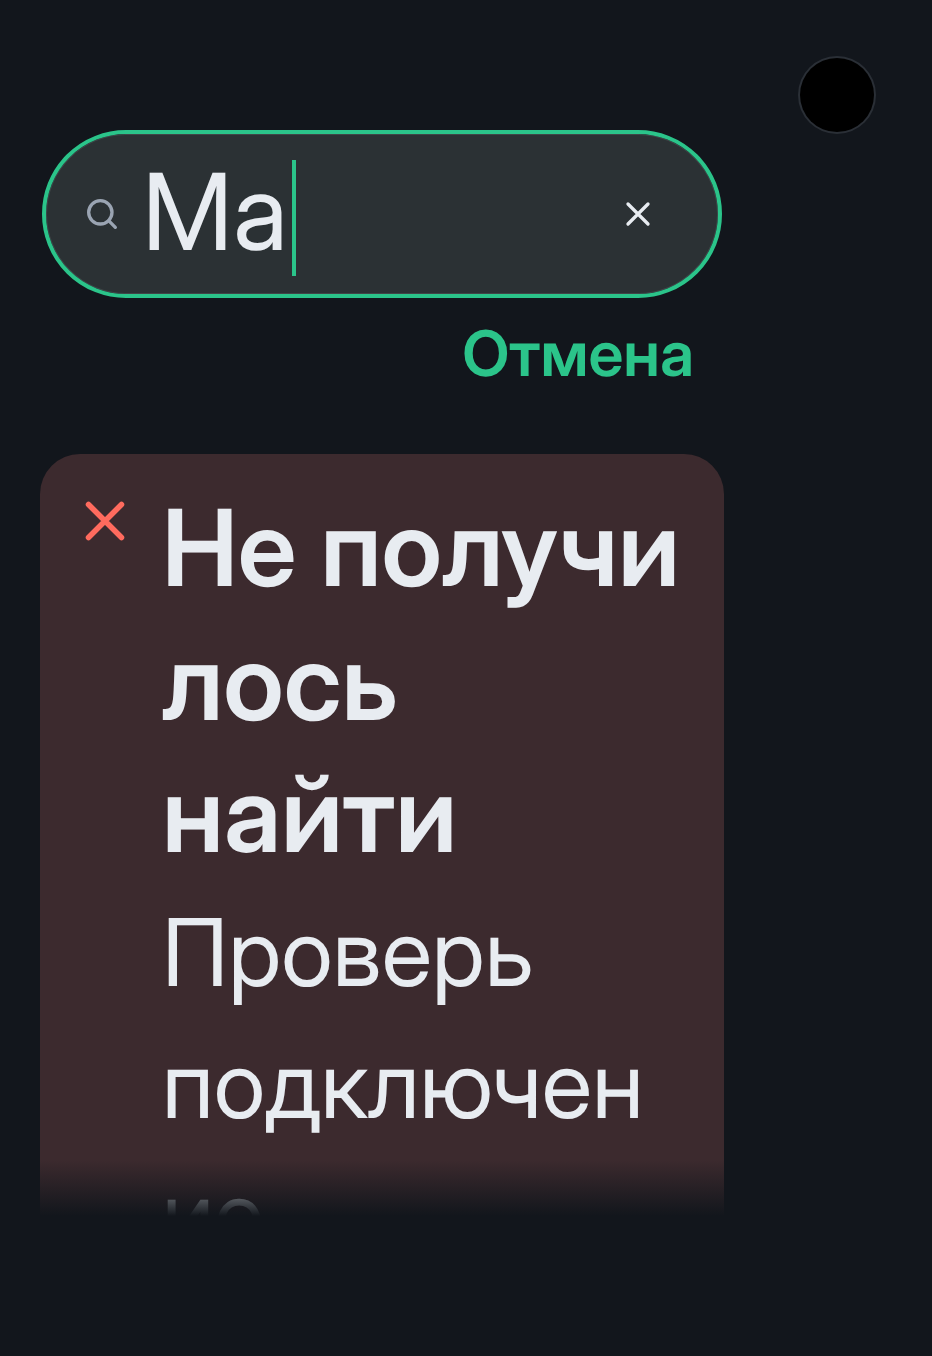 Ма
Отмена
Не получи
лось
найти
Проверь
подключен